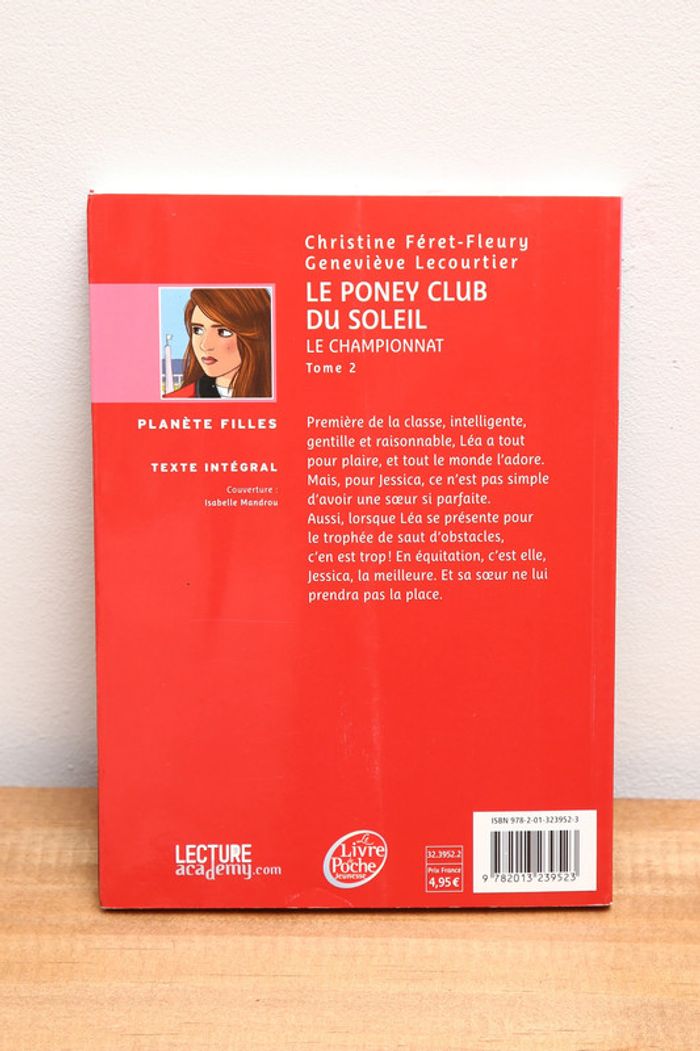 Christine Féret-Fleury
Geneviève Lecourtier
LE PONEY CLUB
DU SOLEIL
LE CHAMPIONNAT
Tome 2
PLANÈTE FILLES
TEXTE INTÉGRAL
Couverture :
Isabelle Mandrou
Première de la classe, intelligente,
gentille et raisonnable, Léa a tout
pour plaire, et tout le monde l'adore.
Mais, pour Jessica, ce n'est pas simple
d'avoir une sœur si parfaite.
Aussi, lorsque Léa se présente pour
le trophée de saut d'obstacles,
c'en est trop ! En équitation, c'est elle,
Jessica, la meilleure. Et sa sœur ne lui
prendra pas la place.
LECTURE
academy.com
Le
Livre
de Poche
Jeunesse
32.3952.2
Prix France
4,95 €
ISBN 978-2-01-323952-3
9 782013 239523